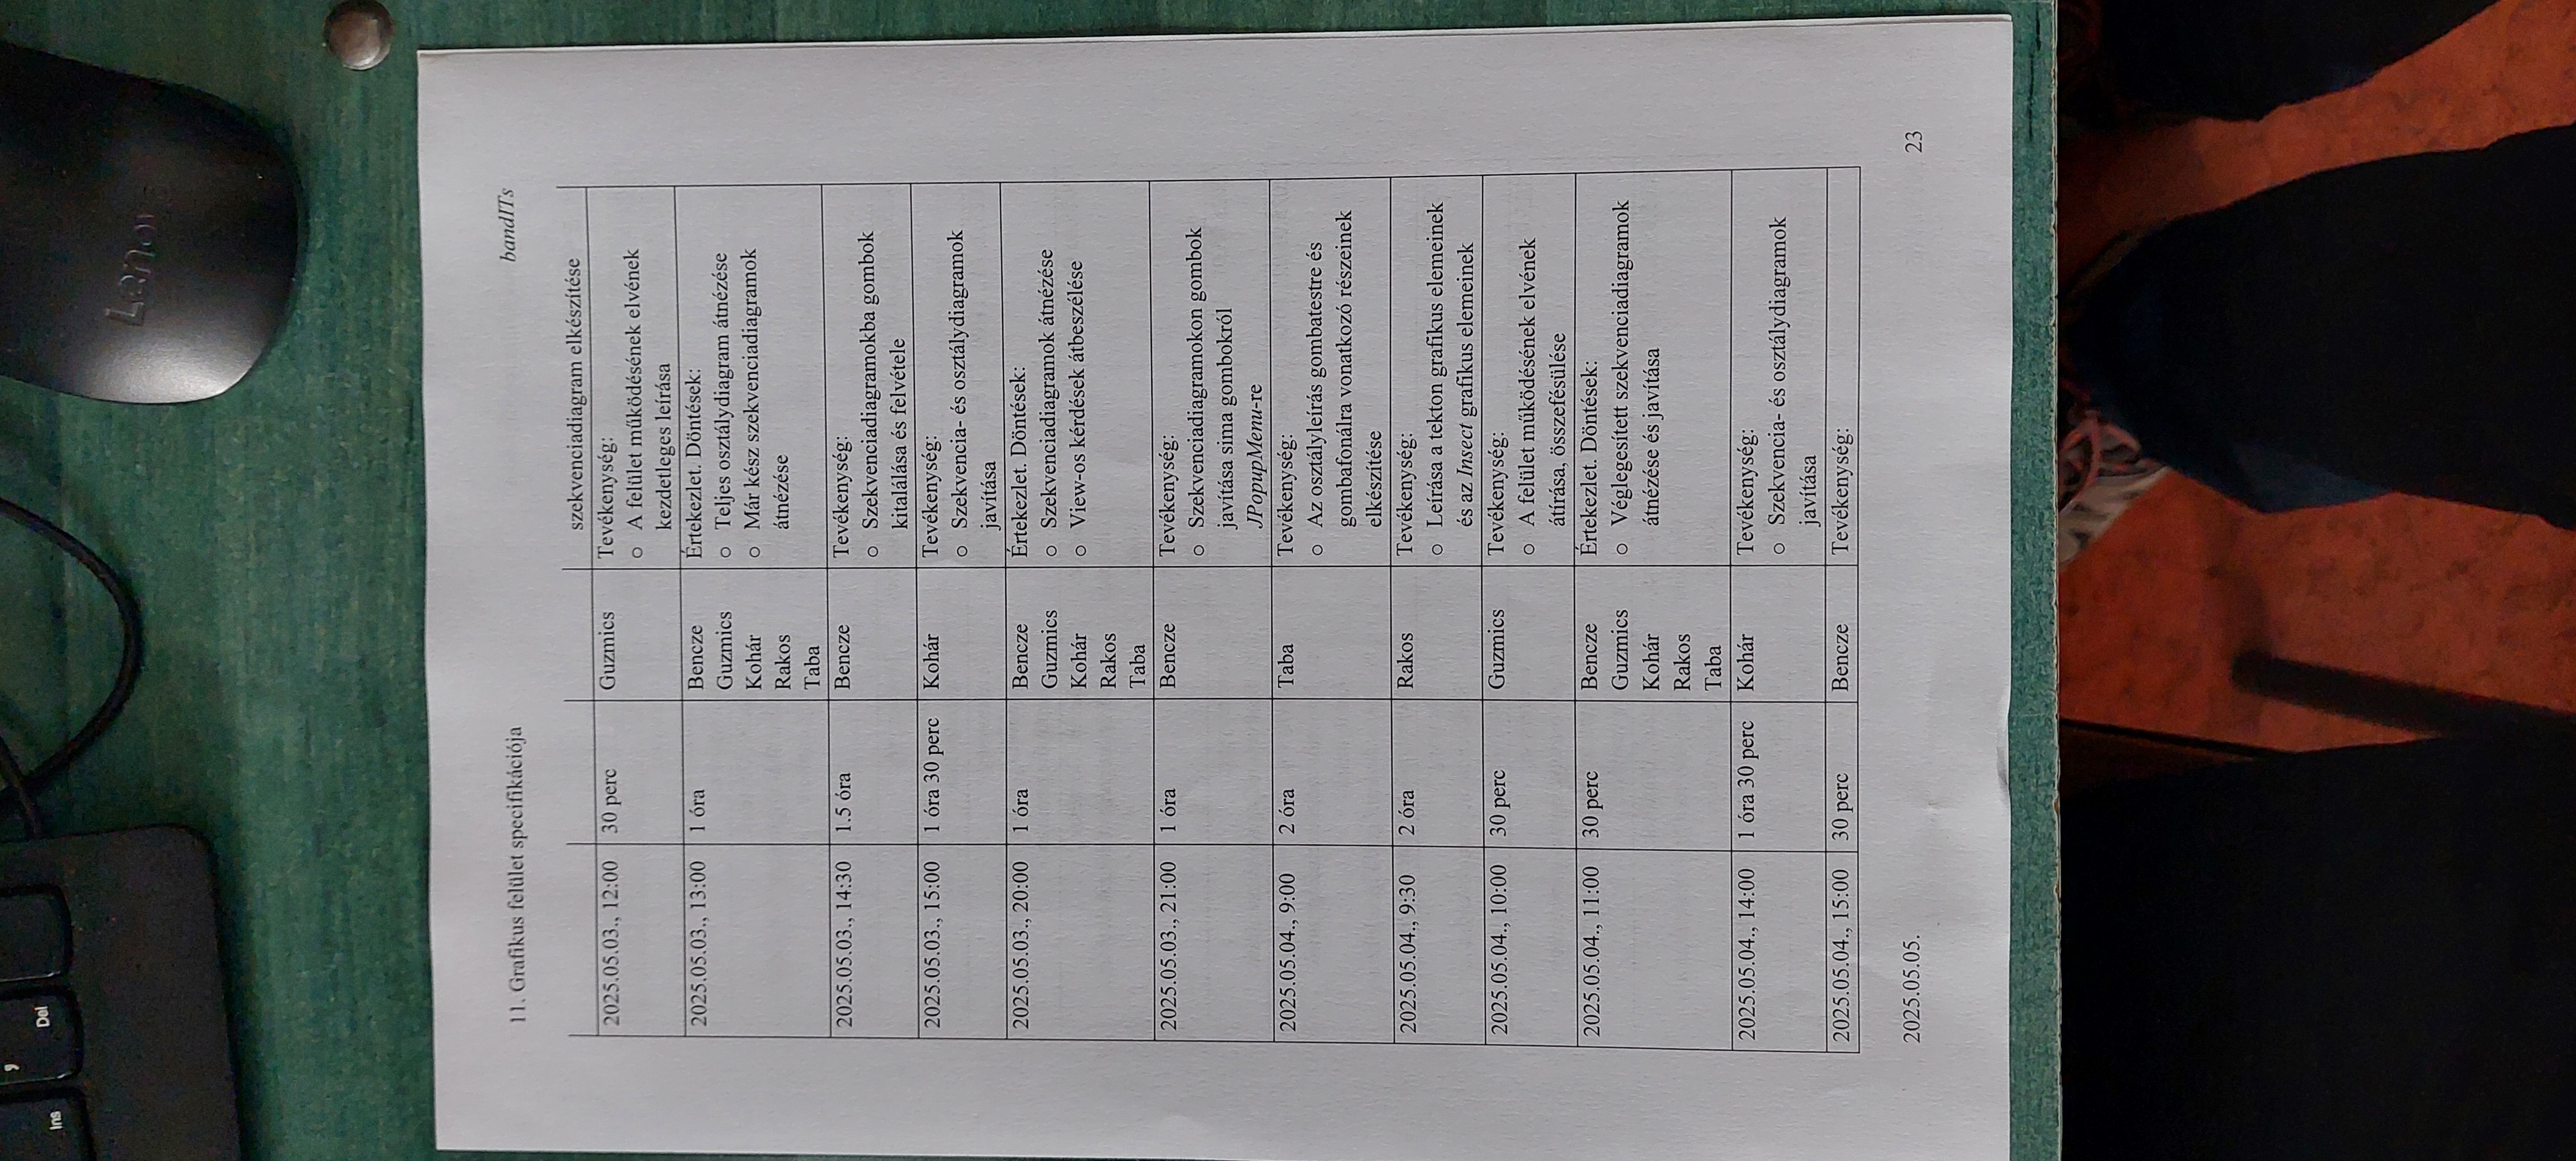 Ins
Del
Lenovo
11. Grafikus felület specifikációja
bandITs
szekvenciadiagram elkészítése
2025.05.03., 12:00 30 perc Guzmics Tevékenység:
○ A felület működésének elvének
kezdetleges leírása
2025.05.03., 13:00 1 óra Bencze Értekezlet. Döntések:
Guzmics ○ Teljes osztálydiagram átnézése
Kohár ○ Már kész szekvenciadiagramok
Rakos átnézése
Taba
2025.05.03., 14:30 1.5 óra Bencze Tevékenység:
○ Szekvenciadiagramokba gombok
kitalálása és felvétele
2025.05.03., 15:00 1 óra 30 perc Kohár Tevékenység:
○ Szekvencia- és osztálydiagramok
javítása
2025.05.03., 20:00 1 óra Bencze Értekezlet. Döntések:
Guzmics ○ Szekvenciadiagramok átnézése
Kohár ○ View-os kérdések átbeszélése
Rakos
Taba
2025.05.03., 21:00 1 óra Bencze Tevékenység:
○ Szekvenciadiagramokon gombok
javítása sima gombokról
JPopupMenu-re
2025.05.04., 9:00 2 óra Taba Tevékenység:
○ Az osztályleírás gombatestre és
gombafonálra vonatkozó részeinek
elkészítése
2025.05.04., 9:30 2 óra Rakos Tevékenység:
○ Leírása a tekton grafikus elemeinek
és az Insect grafikus elemeinek
2025.05.04., 10:00 30 perc Guzmics Tevékenység:
○ A felület működésének elvének
átírása, összefésülése
2025.05.04., 11:00 30 perc Bencze Értekezlet. Döntések:
Guzmics ○ Véglegesített szekvenciadiagramok
Kohár átnézése és javítása
Rakos
Taba
2025.05.04., 14:00 1 óra 30 perc Kohár Tevékenység:
○ Szekvencia- és osztálydiagramok
javítása
2025.05.04., 15:00 30 perc Bencze Tevékenység:
2025.05.05.
23